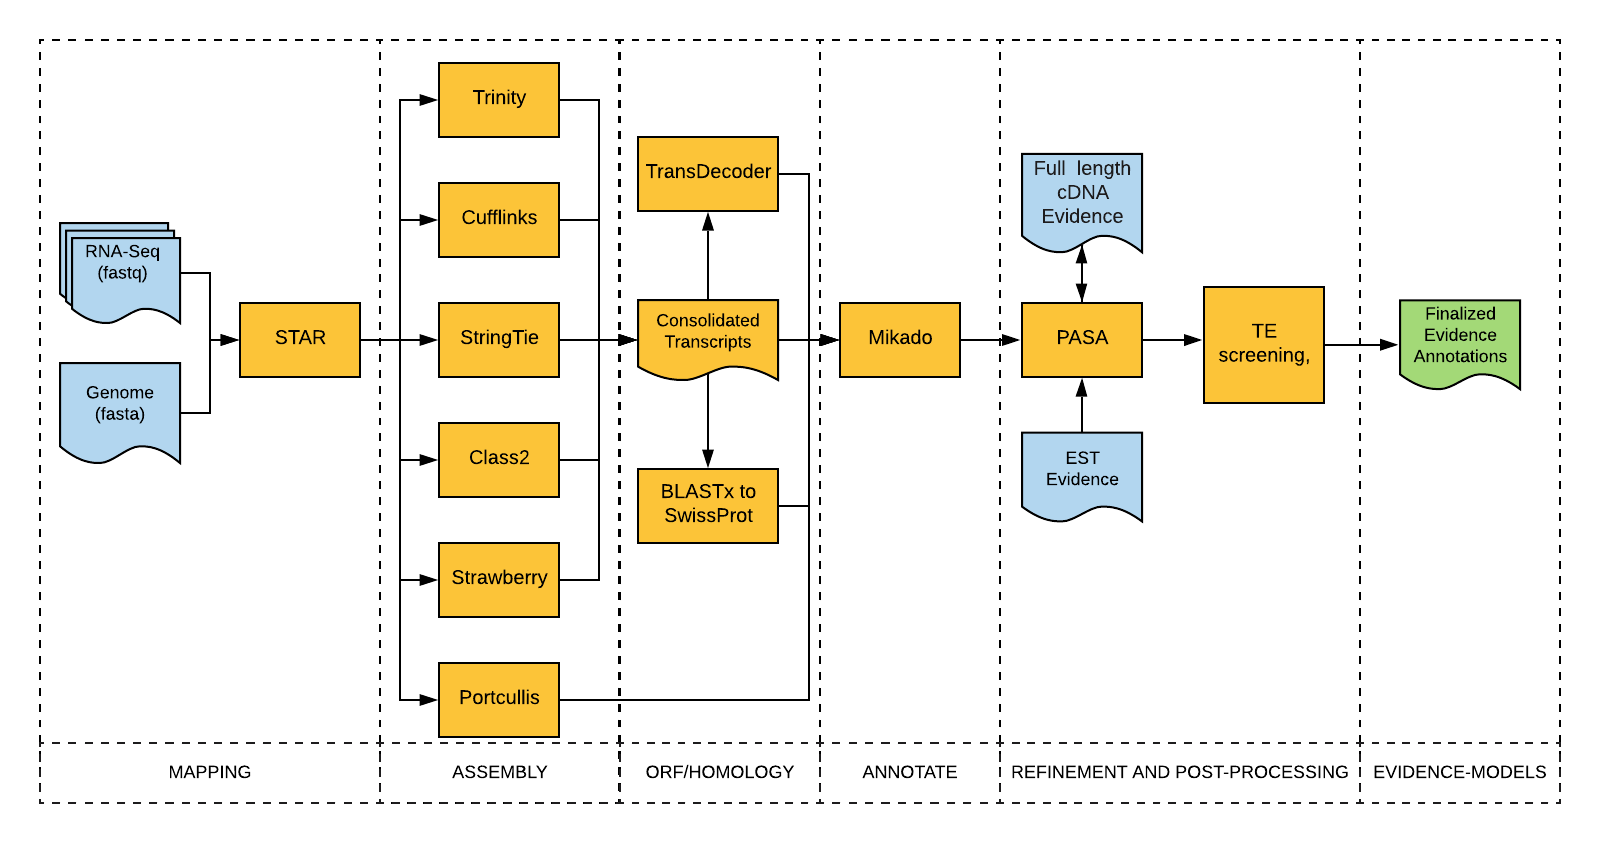 RNA-Seq
(fastq)
Genome
(fasta)
STAR
Trinity
Cufflinks
StringTie
Class2
Strawberry
Portcullis
TransDecoder
Consolidated
Transcripts
BLASTx to
SwissProt
Mikado
Full length
cDNA
Evidence
PASA
EST
Evidence
TE
screening,
Finalized
Evidence
Annotations
MAPPING
ASSEMBLY
ORF/HOMOLOGY
ANNOTATE
REFINEMENT AND POST-PROCESSING
EVIDENCE-MODELS